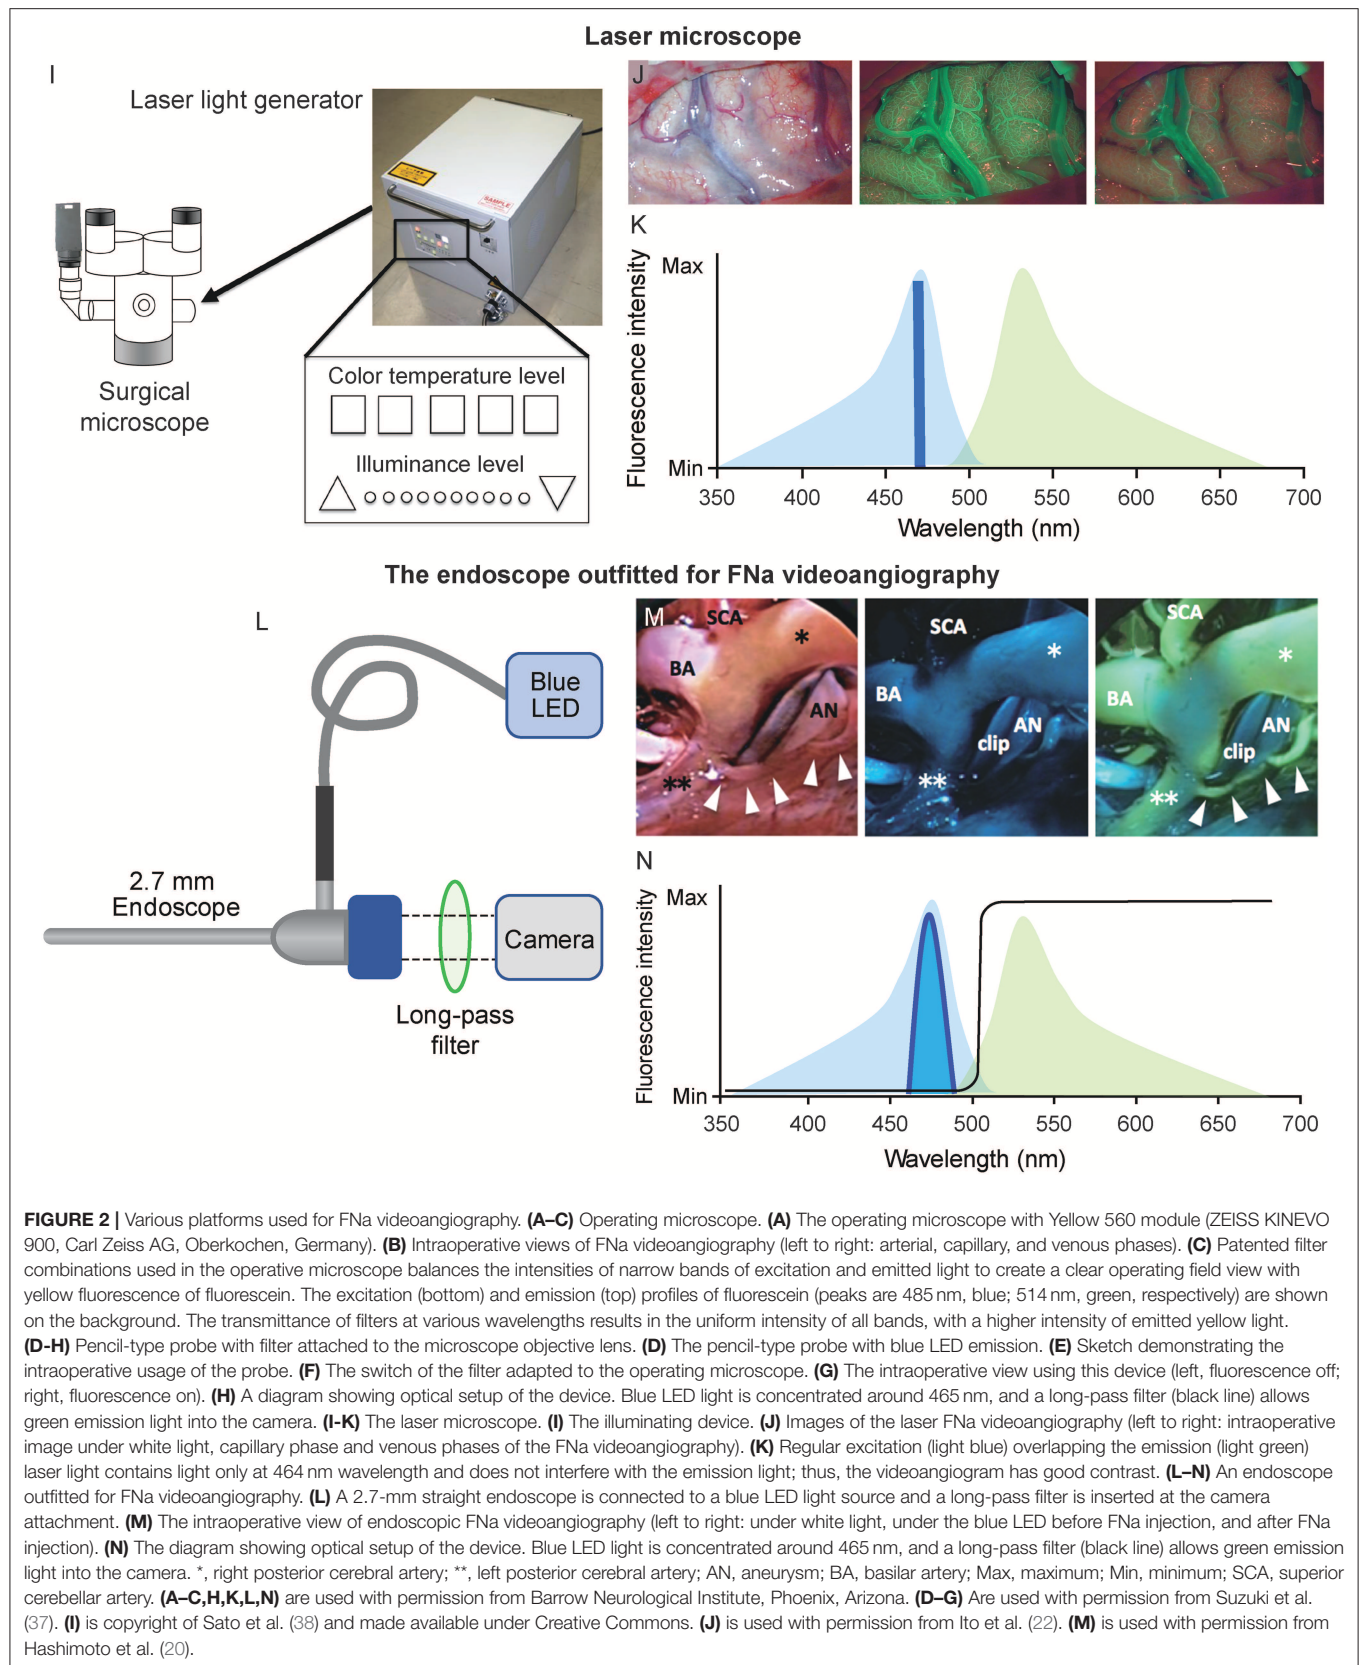 Laser microscope
I
Laser light generator
SAMPLE
Surgical
microscope
Color temperature level
Illuminance level
J
K
Fluorescence intensity
Max
Min
350 400 450 500 550 600 650 700
Wavelength (nm)
The endoscope outfitted for FNa videoangiography
L
Blue
LED
2.7 mm
Endoscope
Camera
Long-pass
filter
M
SCA
*
BA
AN
**
SCA
*
BA
AN
clip
**
SCA
*
BA
AN
clip
**
N
Fluorescence intensity
Max
Min
350 400 450 500 550 600 650 700
Wavelength (nm)
FIGURE 2 | Various platforms used for FNa videoangiography. (A–C) Operating microscope. (A) The operating microscope with Yellow 560 module (ZEISS KINEVO
900, Carl Zeiss AG, Oberkochen, Germany). (B) Intraoperative views of FNa videoangiography (left to right: arterial, capillary, and venous phases). (C) Patented filter
combinations used in the operative microscope balances the intensities of narrow bands of excitation and emitted light to create a clear operating field view with
yellow fluorescence of fluorescein. The excitation (bottom) and emission (top) profiles of fluorescein (peaks are 485 nm, blue; 514 nm, green, respectively) are shown
on the background. The transmittance of filters at various wavelengths results in the uniform intensity of all bands, with a higher intensity of emitted yellow light.
(D-H) Pencil-type probe with filter attached to the microscope objective lens. (D) The pencil-type probe with blue LED emission. (E) Sketch demonstrating the
intraoperative usage of the probe. (F) The switch of the filter adapted to the operating microscope. (G) The intraoperative view using this device (left, fluorescence off;
right, fluorescence on). (H) A diagram showing optical setup of the device. Blue LED light is concentrated around 465 nm, and a long-pass filter (black line) allows
green emission light into the camera. (I-K) The laser microscope. (I) The illuminating device. (J) Images of the laser FNa videoangiography (left to right: intraoperative
image under white light, capillary phase and venous phases of the FNa videoangiography). (K) Regular excitation (light blue) overlapping the emission (light green)
laser light contains light only at 464 nm wavelength and does not interfere with the emission light; thus, the videoangiogram has good contrast. (L–N) An endoscope
outfitted for FNa videoangiography. (L) A 2.7-mm straight endoscope is connected to a blue LED light source and a long-pass filter is inserted at the camera
attachment. (M) The intraoperative view of endoscopic FNa videoangiography (left to right: under white light, under the blue LED before FNa injection, and after FNa
injection). (N) The diagram showing optical setup of the device. Blue LED light is concentrated around 465 nm, and a long-pass filter (black line) allows green emission
light into the camera. *, right posterior cerebral artery; **, left posterior cerebral artery; AN, aneurysm; BA, basilar artery; Max, maximum; Min, minimum; SCA, superior
cerebellar artery. (A–C,H,K,L,N) are used with permission from Barrow Neurological Institute, Phoenix, Arizona. (D–G) Are used with permission from Suzuki et al.
(37). (I) is copyright of Sato et al. (38) and made available under Creative Commons. (J) is used with permission from Ito et al. (22). (M) is used with permission from
Hashimoto et al. (20).